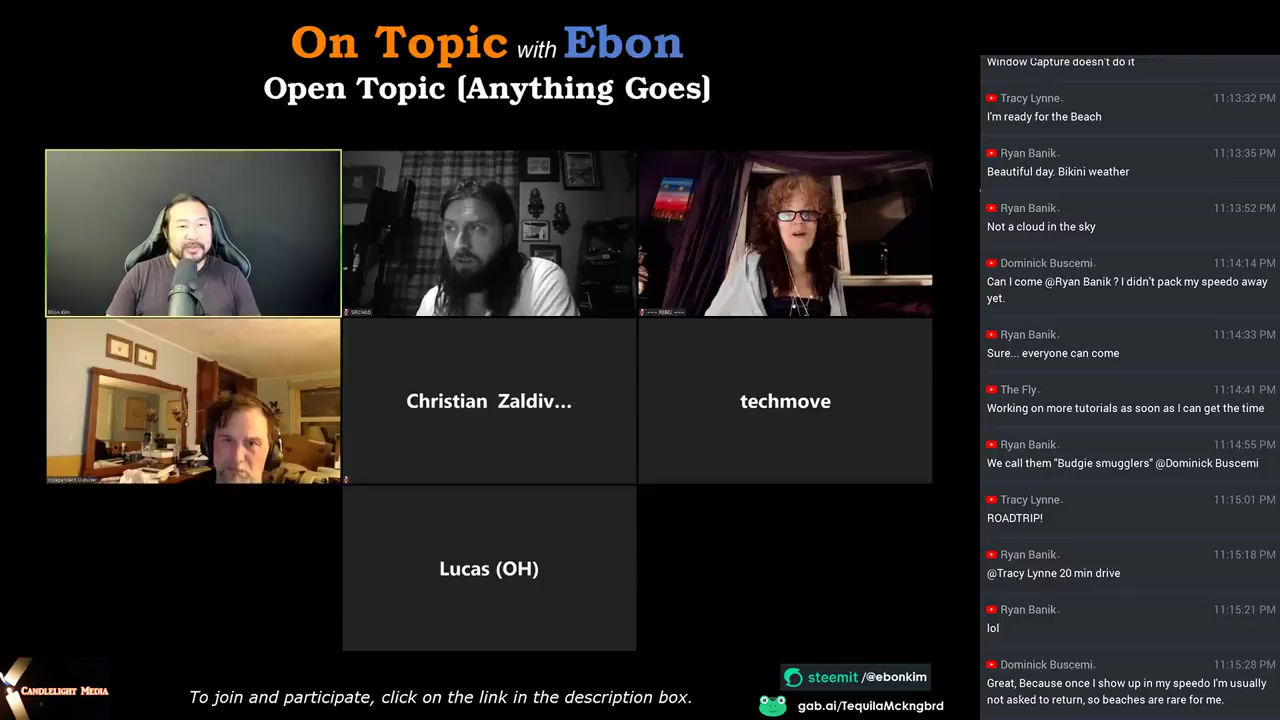 On Topic with Ebon
Open Topic (Anything Goes)
Ebon Kim
SIRCHAD
--- REBEL ---
Independent Outsider
Christian Zaldiv...
techmove
Lucas (OH)
CANDLELIGHT MEDIA
To join and participate, click on the link in the description box.
steemit /@ebonkim
gab.ai/TequilaMckngbrd
Window Capture doesn't do it
Tracy Lynne 11:13:32 PM
I'm ready for the Beach
Ryan Banik 11:13:35 PM
Beautiful day. Bikini weather
Ryan Banik 11:13:52 PM
Not a cloud in the sky
Dominick Buscemi 11:14:14 PM
Can I come @Ryan Banik ? I didn't pack my speedo away
yet.
Ryan Banik 11:14:33 PM
Sure... everyone can come
The Fly 11:14:41 PM
Working on more tutorials as soon as I can get the time
Ryan Banik 11:14:55 PM
We call them “Budgie smugglers” @Dominick Buscemi
Tracy Lynne 11:15:01 PM
ROADTRIP!
Ryan Banik 11:15:18 PM
@Tracy Lynne 20 min drive
Ryan Banik 11:15:21 PM
lol
Dominick Buscemi 11:15:28 PM
Great, Because once I show up in my speedo I'm usually
not asked to return, so beaches are rare for me.